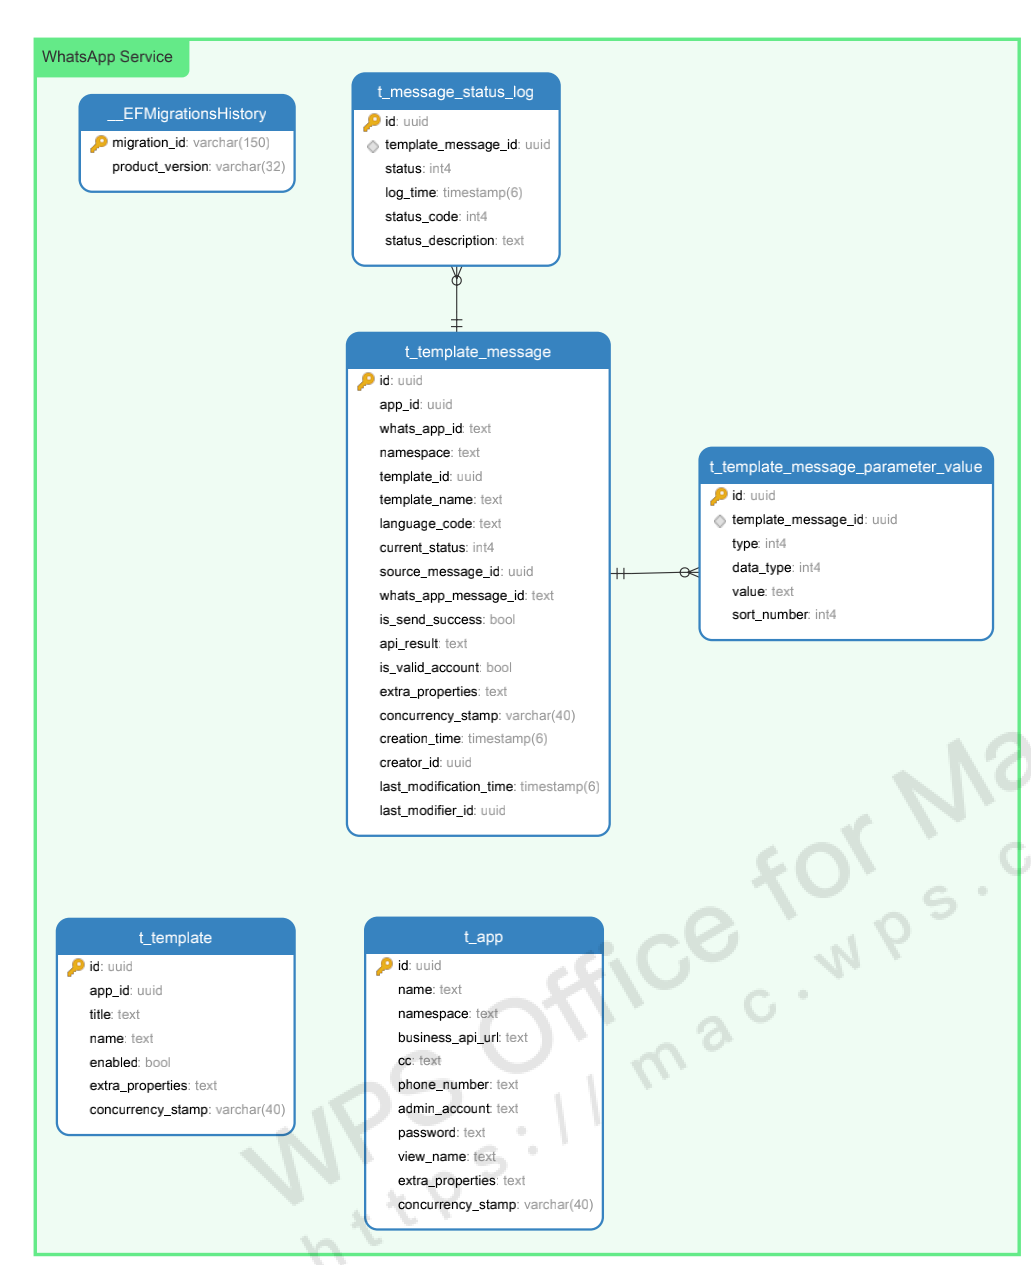 WhatsApp Service
__EFMigrationsHistory
migration_id: varchar(150)
product_version: varchar(32)
t_message_status_log
id: uuid
template_message_id: uuid
status: int4
log_time: timestamp(6)
status_code: int4
status_description: text
t_template_message
id: uuid
app_id: uuid
whats_app_id: text
namespace: text
template_id: uuid
template_name: text
language_code: text
current_status: int4
source_message_id: uuid
whats_app_message_id: text
is_send_success: bool
api_result: text
is_valid_account: bool
extra_properties: text
concurrency_stamp: varchar(40)
creation_time: timestamp(6)
creator_id: uuid
last_modification_time: timestamp(6)
last_modifier_id: uuid
t_template_message_parameter_value
id: uuid
template_message_id: uuid
type: int4
data_type: int4
value: text
sort_number: int4
t_template
id: uuid
app_id: uuid
title: text
name: text
enabled: bool
extra_properties: text
concurrency_stamp: varchar(40)
t_app
id: uuid
name: text
namespace: text
business_api_url: text
cc: text
phone_number: text
admin_account: text
password: text
view_name: text
extra_properties: text
concurrency_stamp: varchar(40)
WPS Office for Ma
https://mac.wps.c